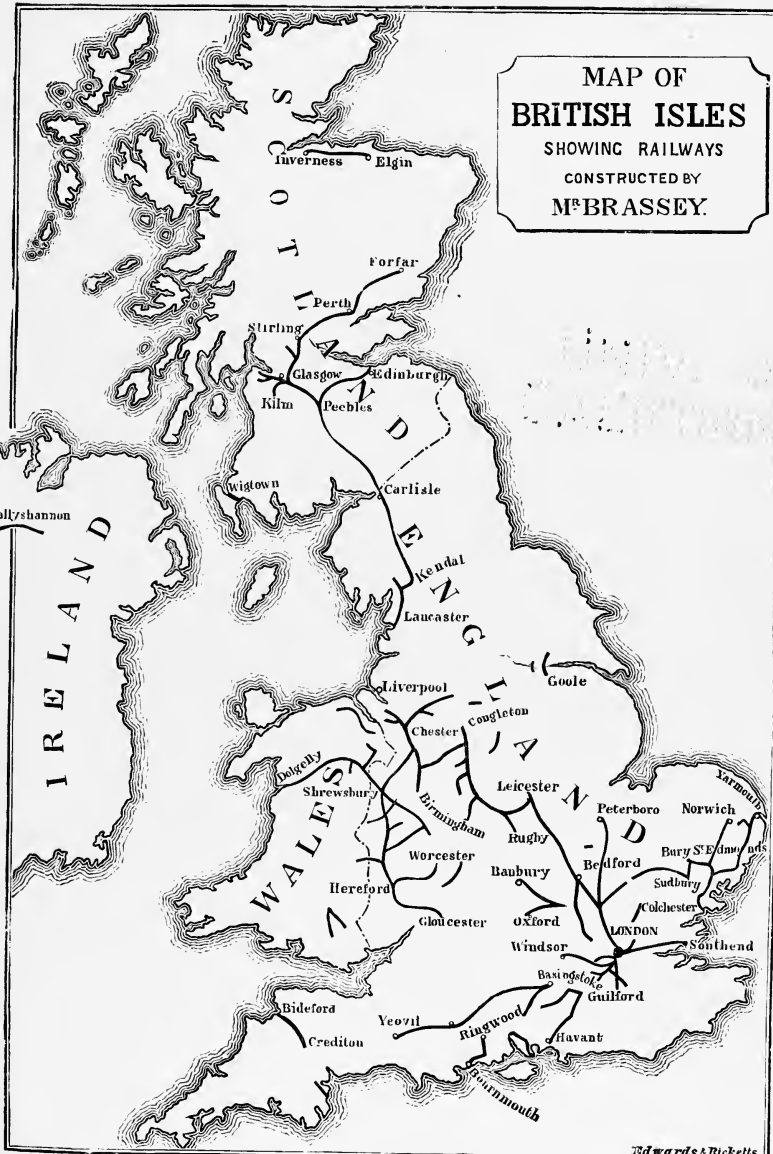 MAP OF
BRITISH ISLES
SHOWING RAILWAYS
CONSTRUCTED BY
MR BRASSEY.
SCOTLAND
Inverness
Elgin
Forfar
Perth
Stirling
Glasgow
Edinburgh
Kilm
Peebles
Wigtown
Carlisle
allyshannon
IRELAND
ENGLAND
Kendal
Laucaster
Goole
Liverpool
Chester
Congleton
Dolgelly
WALES
Shrewsbury
Birmingham
Leicester
Rugby
Peterboro
Norwich
Yarmouth
Bury St Edmonds
Sudbury
Worcester
Banbury
Bedford
Hereford
Gloucester
Oxford
Colchester
LONDON
Southend
Windsor
Basingstoke
Guilford
Bideford
Crediton
Yeovil
Ringwood
Havant
Bournmouth
Edwards & Ricketts